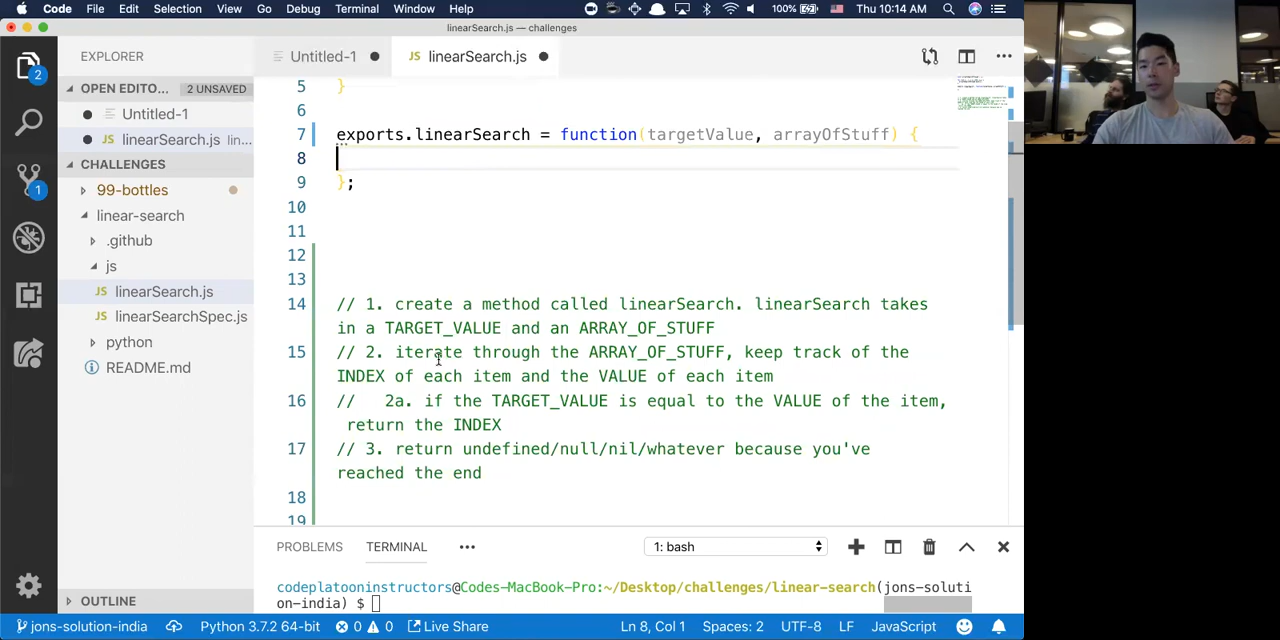 Code File Edit Selection View Go Debug Terminal Window Help 100% Thu 10:14 AM
linearSearch.js — challenges
EXPLORER
Untitled-1
JS linearSearch.js
OPEN EDITO... 2 UNSAVED
Untitled-1
JS linearSearch.js lin...
CHALLENGES
99-bottles
linear-search
.github
js
JS linearSearch.js
JS linearSearchSpec.js
python
README.md
OUTLINE
2
1
5 }
6
7 exports.linearSearch = function(targetValue, arrayOfStuff) {
8
9 };
10
11
12
13
14 // 1. create a method called linearSearch. linearSearch takes
in a TARGET_VALUE and an ARRAY_OF_STUFF
15 // 2. iterate through the ARRAY_OF_STUFF, keep track of the
INDEX of each item and the VALUE of each item
16 // 2a. if the TARGET_VALUE is equal to the VALUE of the item,
return the INDEX
17 // 3. return undefined/null/nil/whatever because you've
reached the end
18
19
PROBLEMS TERMINAL ••• 1: bash
codeplatooninstructors@Codes-MacBook-Pro:~/Desktop/challenges/linear-search(jons-soluti
on-india) $
jons-solution-india Python 3.7.2 64-bit 0 0 Live Share Ln 8, Col 1 Spaces: 2 UTF-8 LF JavaScript